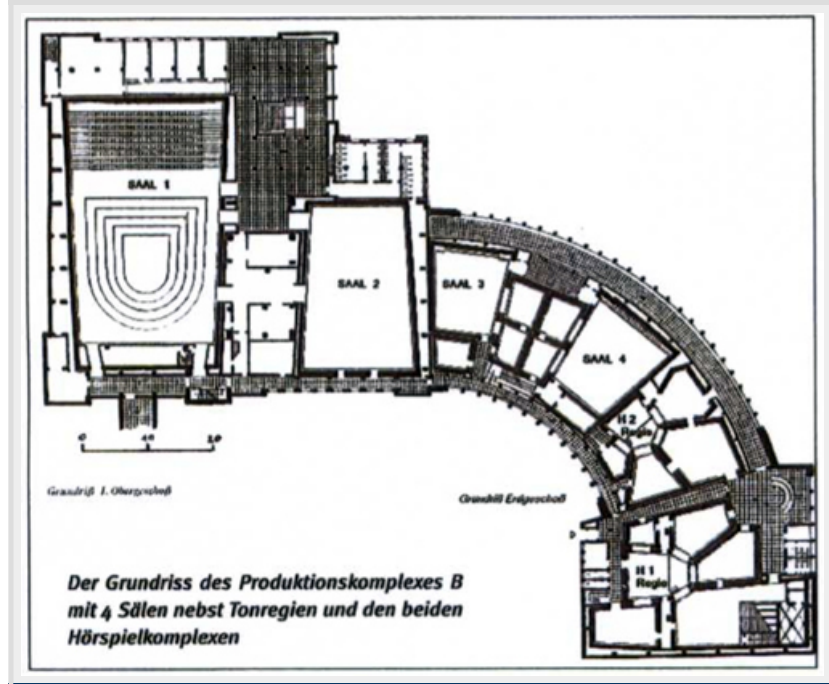 SAAL 1
SAAL 2
SAAL 3
SAAL 4
H 2
Regie
H 1
Regie
0
20
Grundriß 1. Obergeschoß
Grundriß Erdgeschoß
Der Grundriss des Produktionskomplexes B
mit 4 Sälen nebst Tonregien und den beiden
Hörspielkomplexen